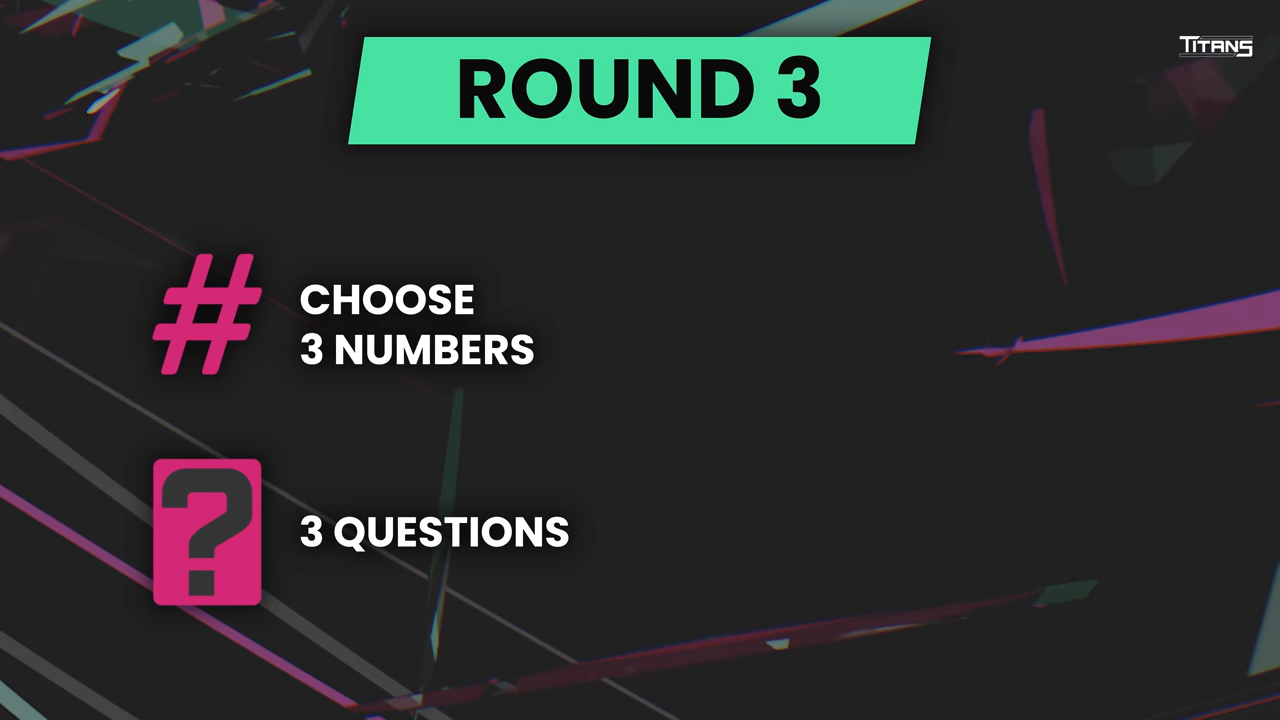 ROUND 3
TITANS
#
CHOOSE
3 NUMBERS
?
3 QUESTIONS